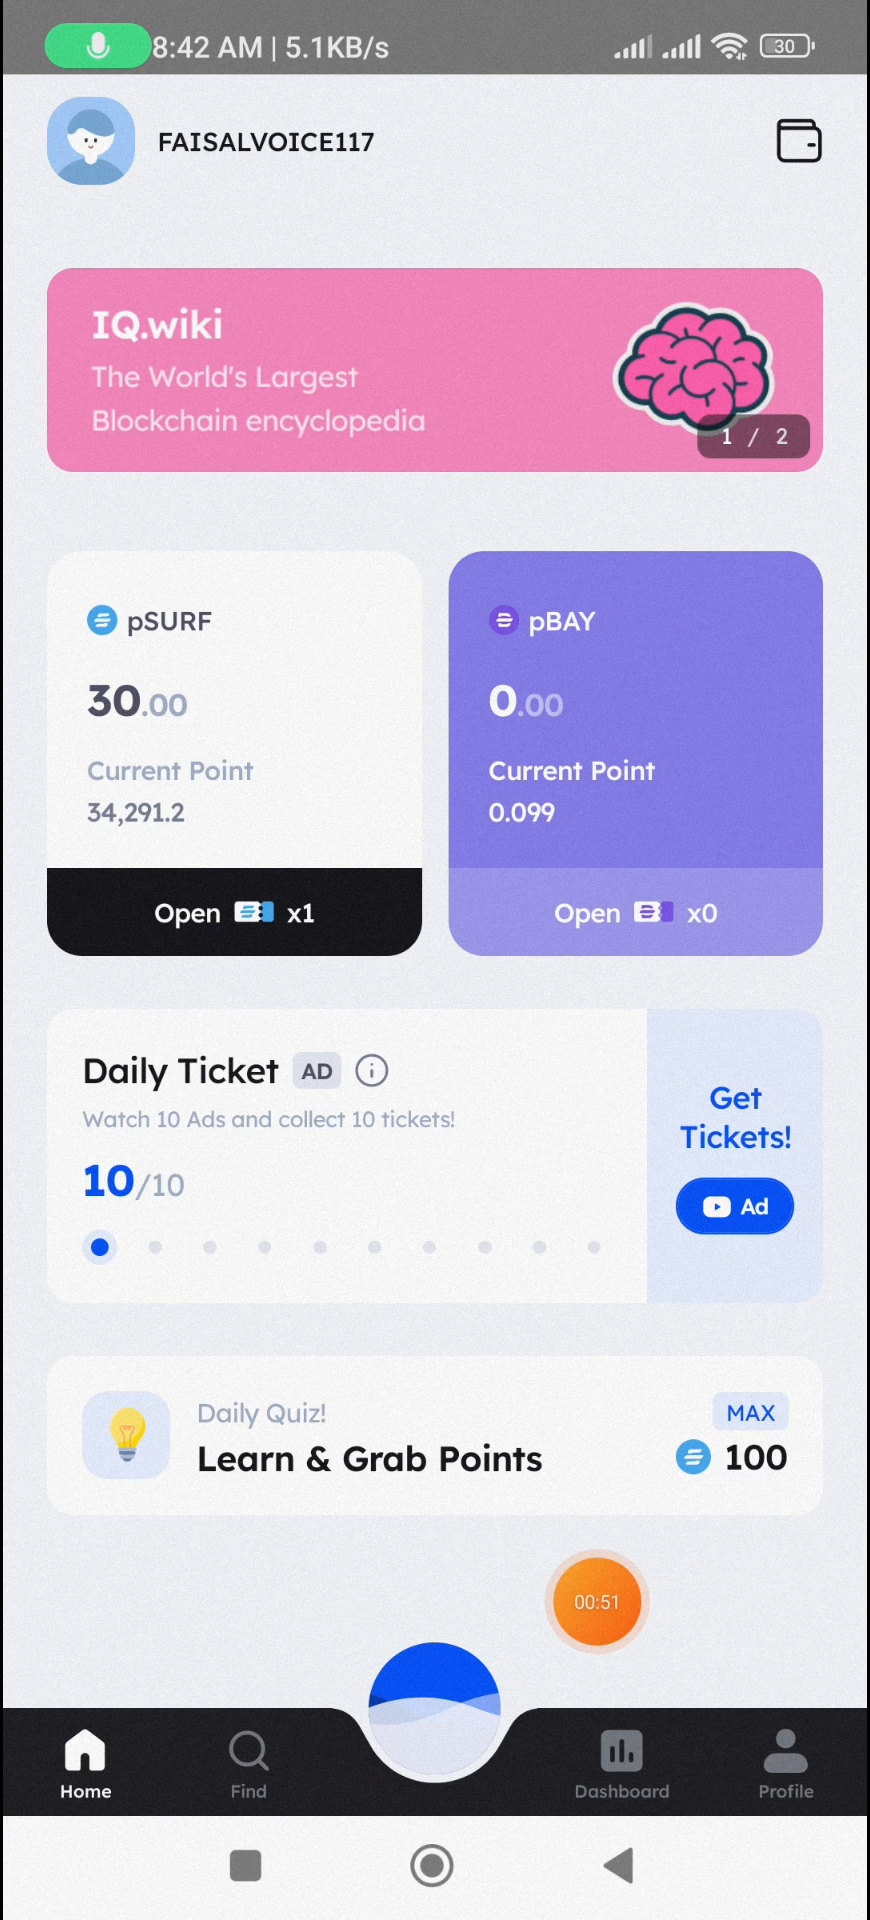 8:42 AM | 5.1KB/s
30
FAISALVOICE117
IQ.wiki
The World's Largest
Blockchain encyclopedia
1 / 2
pSURF
30.00
Current Point
34,291.2
Open x1
pBAY
0.00
Current Point
0.099
Open x0
Daily Ticket AD
Watch 10 Ads and collect 10 tickets!
10/10
Get
Tickets!
Ad
Daily Quiz!
Learn & Grab Points
MAX
100
00:51
Home
Find
Dashboard
Profile